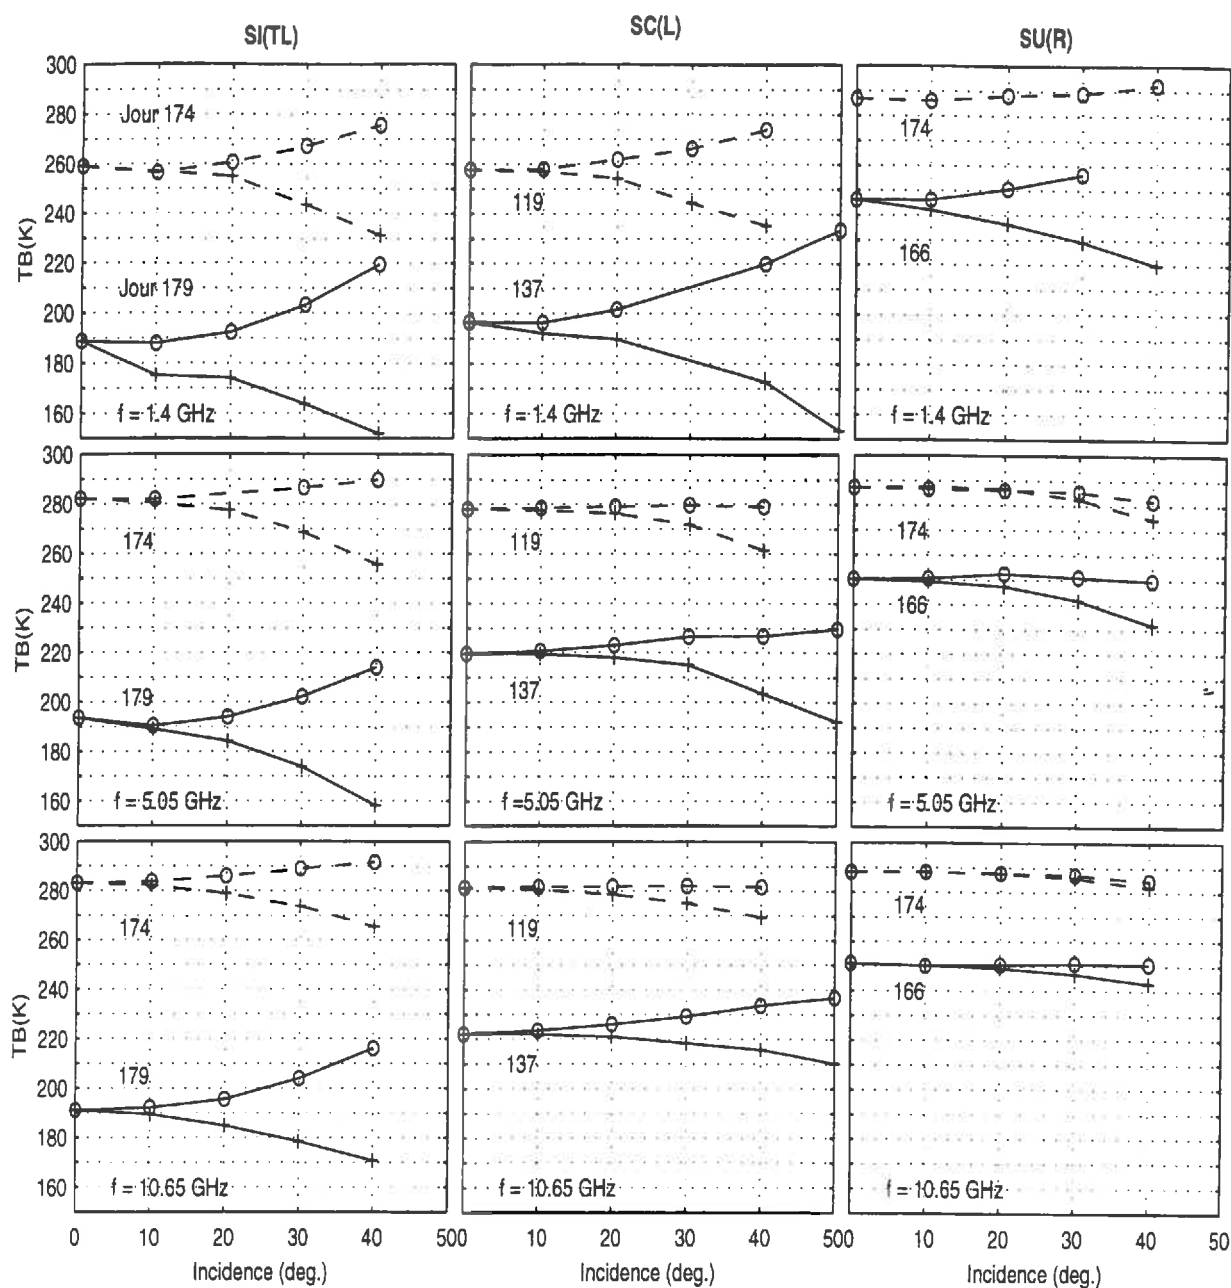 SI(TL)
SC(L)
SU(R)
300
280
260
240
220
200
180
160
TB(K)
Jour 174
Jour 179
f = 1.4 GHz
119
137
f = 1.4 GHz
174
166
f = 1.4 GHz
300
280
260
240
220
200
180
160
TB(K)
174
179
f = 5.05 GHz
119
137
f =5.05 GHz
174
166
f = 5.05 GHz
300
280
260
240
220
200
180
160
TB(K)
174
179
f = 10.65 GHz
119
137
f = 10.65 GHz
174
166
f = 10.65 GHz
0 10 20 30 40 50
0 10 20 30 40 50
0 10 20 30 40 50
Incidence (deg.)
Incidence (deg.)
Incidence (deg.)